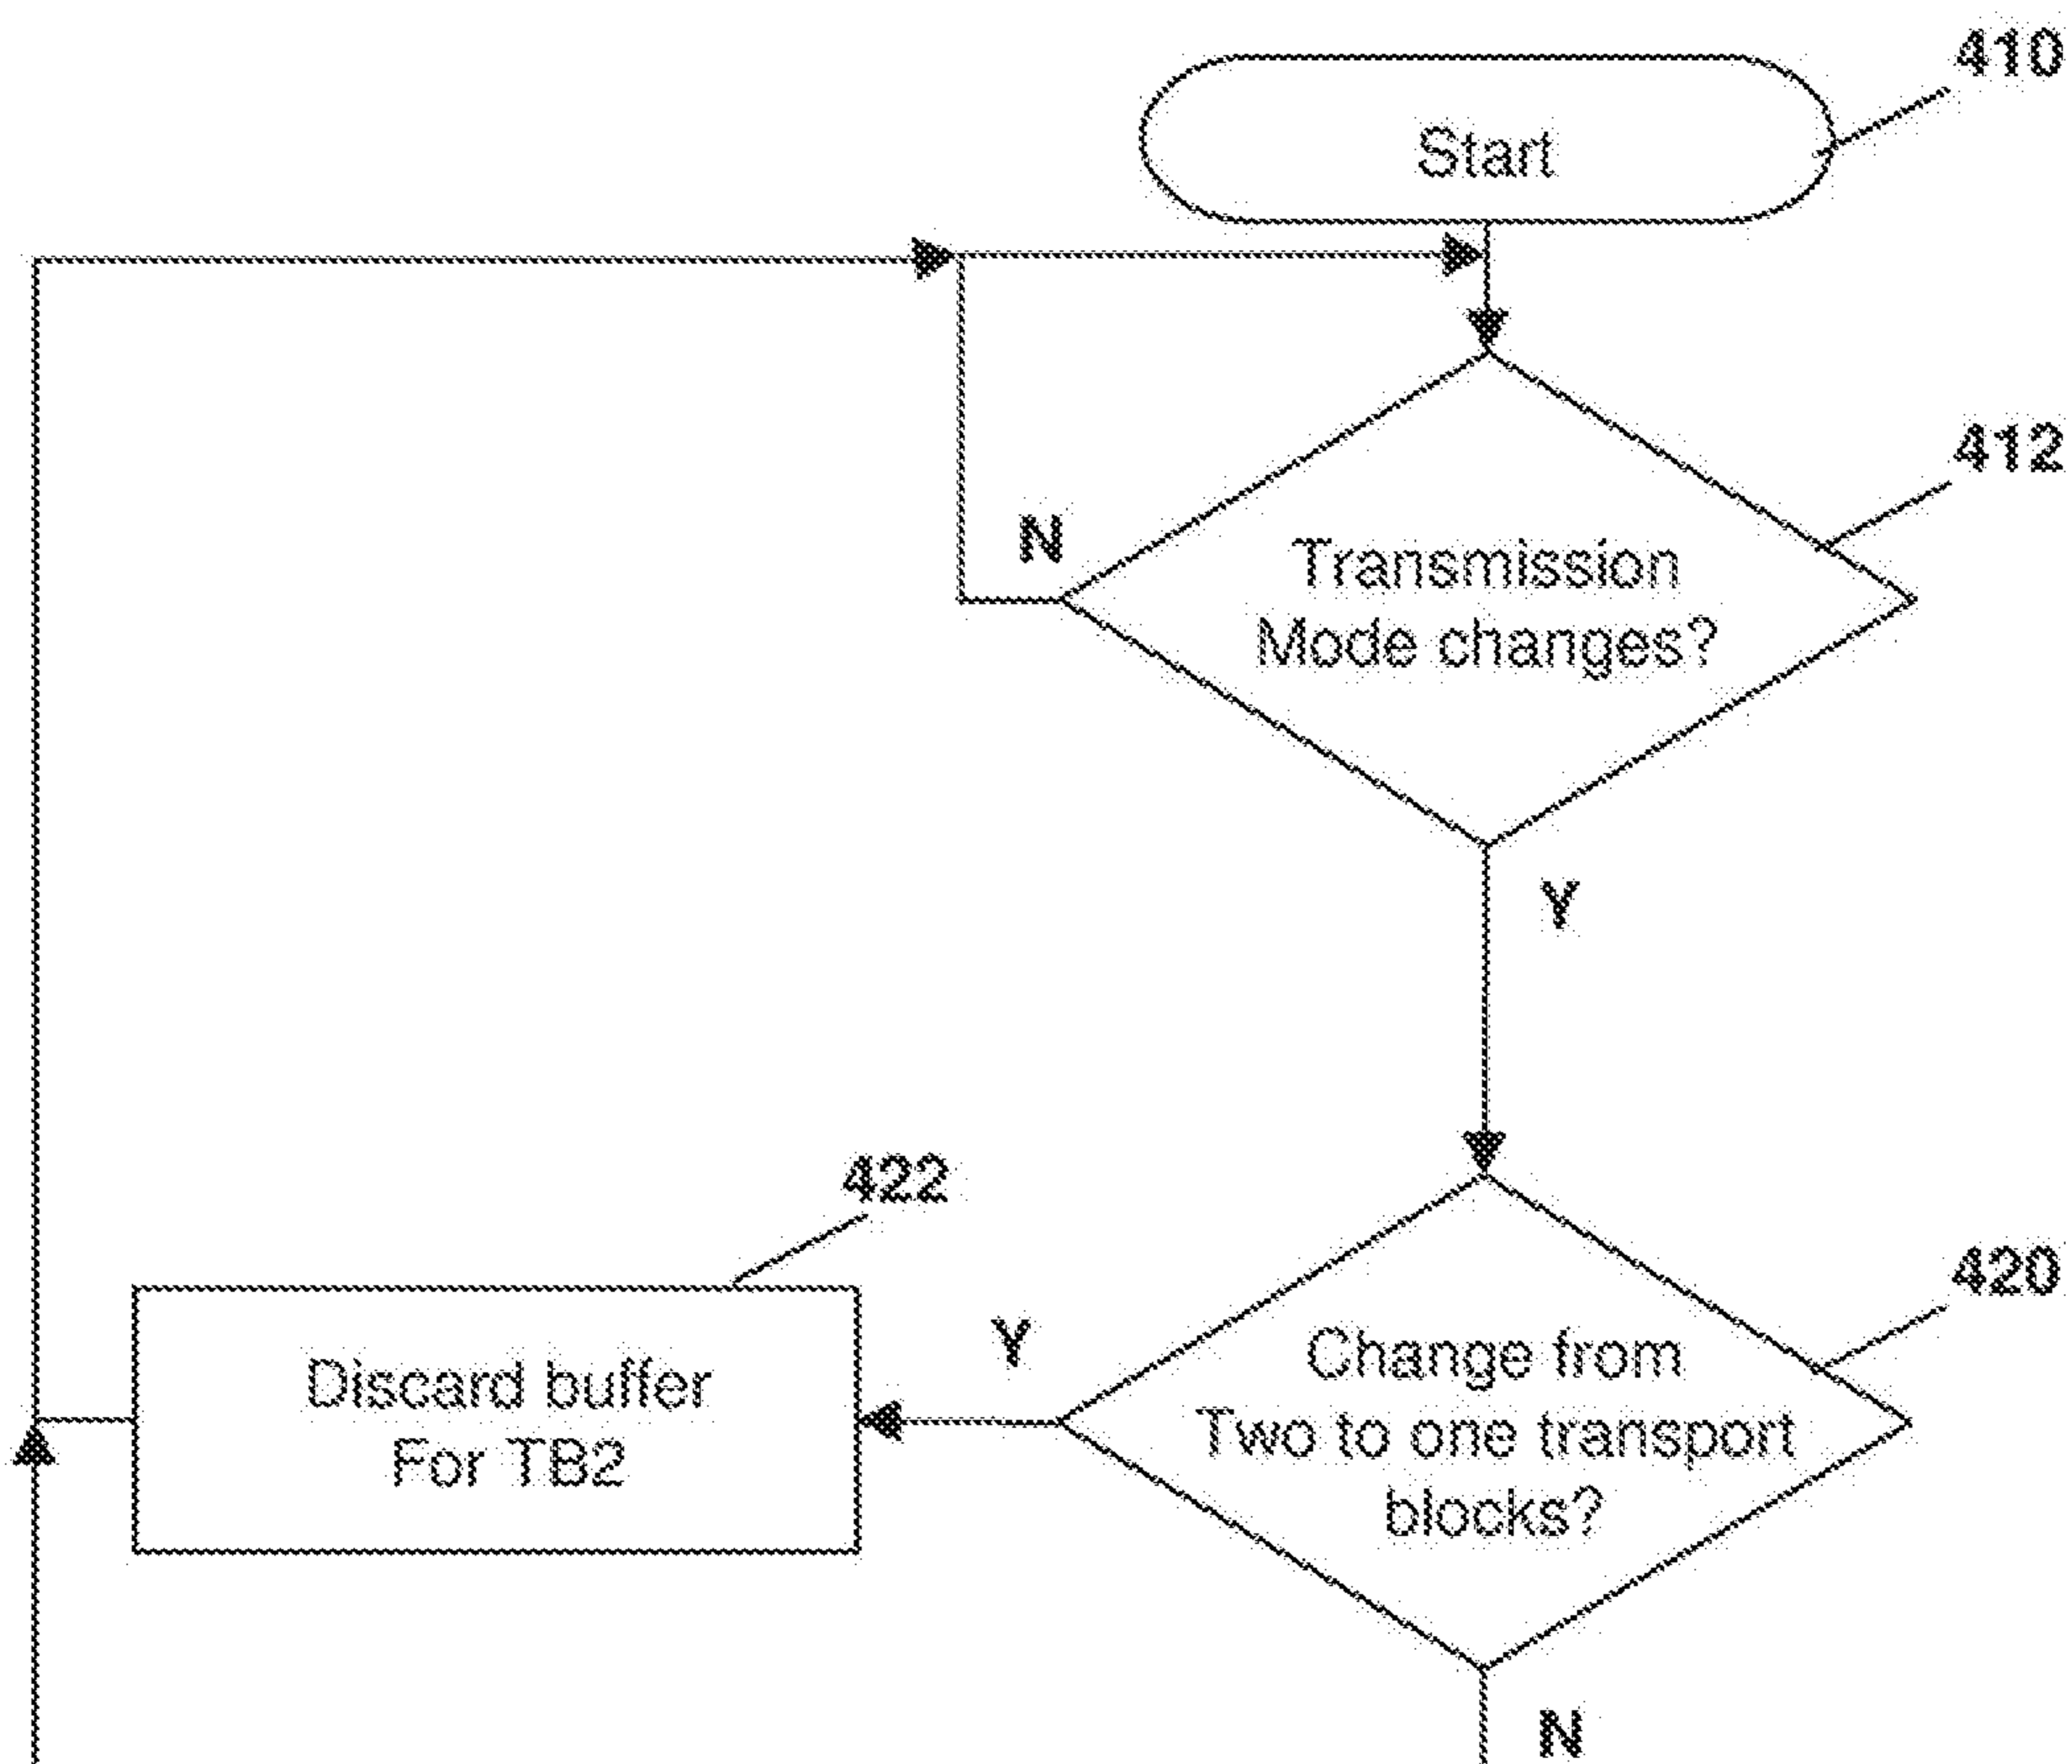 410
Start
412
N
Transmission
Mode changes?
Y
422
420
Y
Change from
Two to one transport
blocks?
Discard buffer
For TB2
N